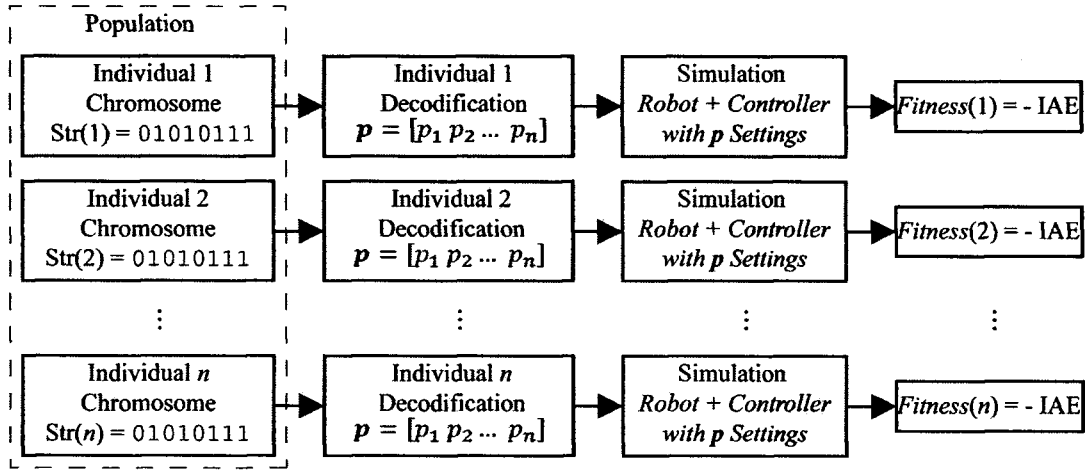 Population
Individual 1
Chromosome
Str(1) = 01010111
Individual 1
Decodification
p = [p₁ p₂ ... pₙ]
Simulation
Robot + Controller
with p Settings
Fitness(1) = - IAE
Individual 2
Chromosome
Str(2) = 01010111
Individual 2
Decodification
p = [p₁ p₂ ... pₙ]
Simulation
Robot + Controller
with p Settings
Fitness(2) = - IAE
⋮ ⋮ ⋮ ⋮
Individual n
Chromosome
Str(n) = 01010111
Individual n
Decodification
p = [p₁ p₂ ... pₙ]
Simulation
Robot + Controller
with p Settings
Fitness(n) = - IAE